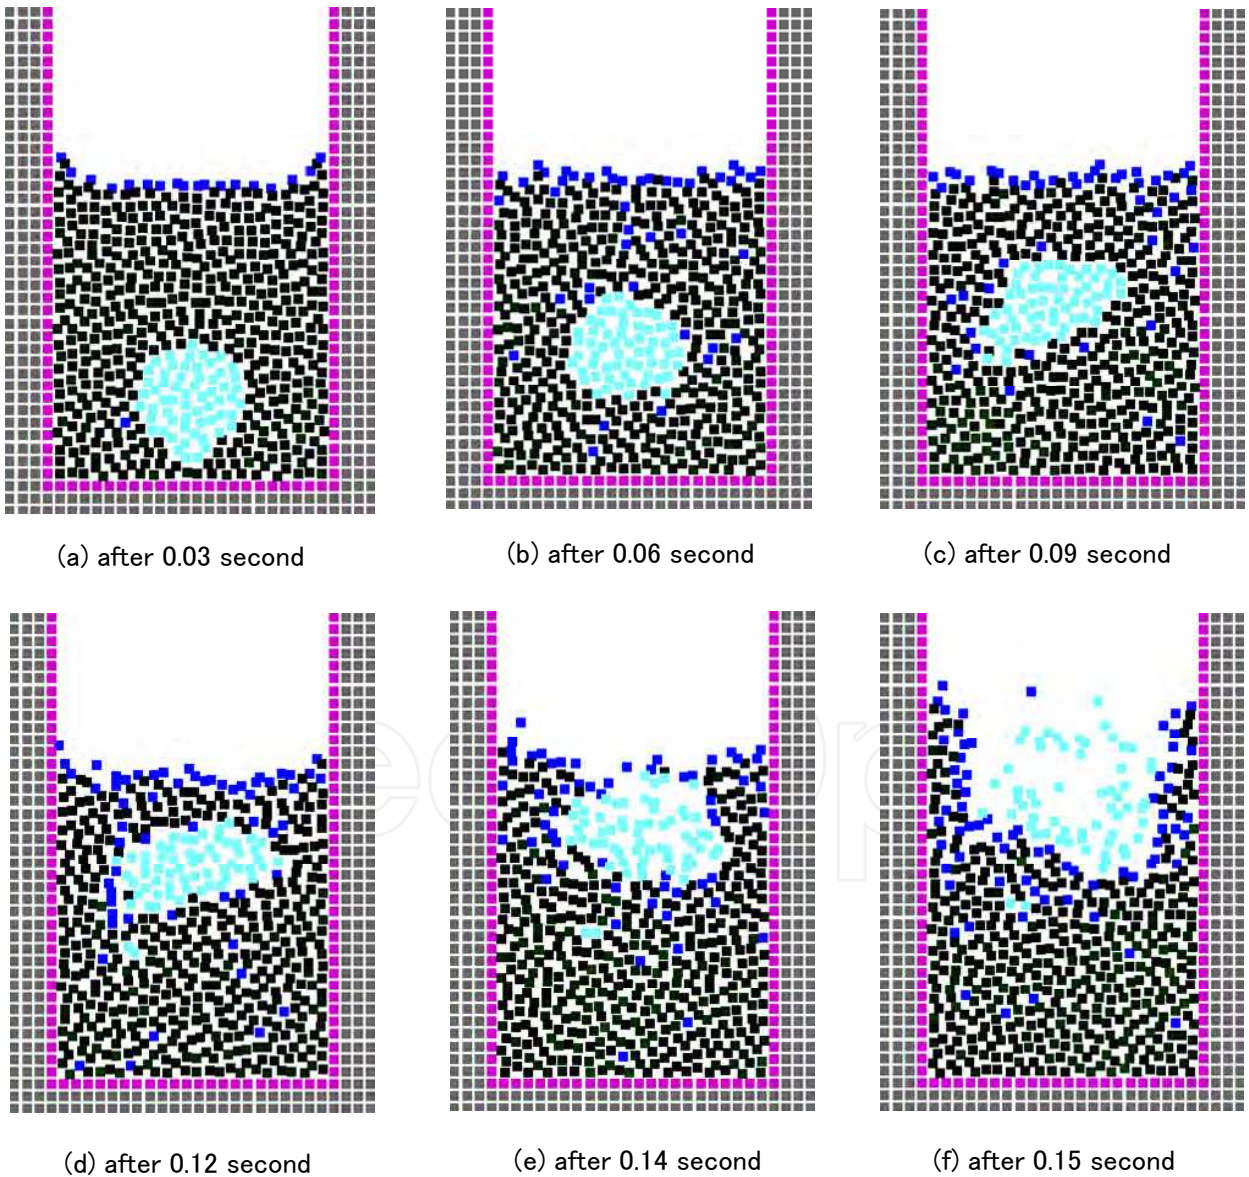 (a) after 0.03 second
(b) after 0.06 second
(c) after 0.09 second
(d) after 0.12 second
(e) after 0.14 second
(f) after 0.15 second